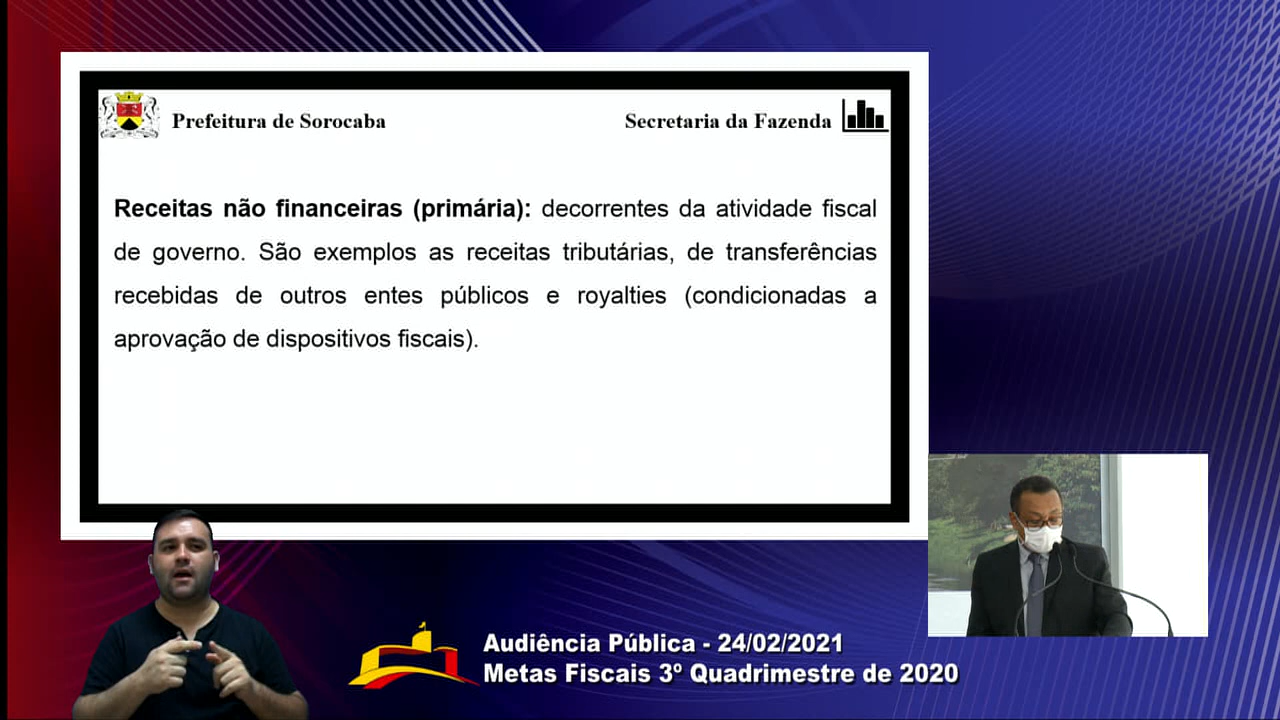 Prefeitura de Sorocaba
Secretaria da Fazenda
Receitas não financeiras (primária): decorrentes da atividade fiscal
de governo. São exemplos as receitas tributárias, de transferências
recebidas de outros entes públicos e royalties (condicionadas a
aprovação de dispositivos fiscais).
Audiência Pública - 24/02/2021
Metas Fiscais 3º Quadrimestre de 2020